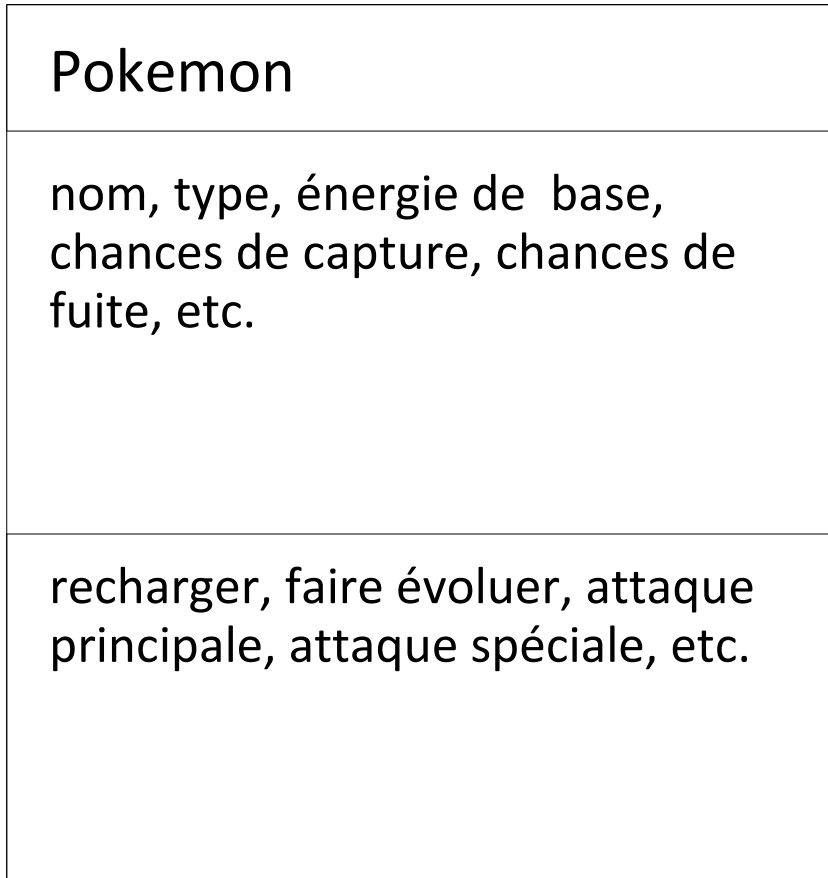 Pokemon
nom, type, énergie de  base,
chances de capture, chances de
fuite, etc.
recharger, faire évoluer, attaque
principale, attaque spéciale, etc.